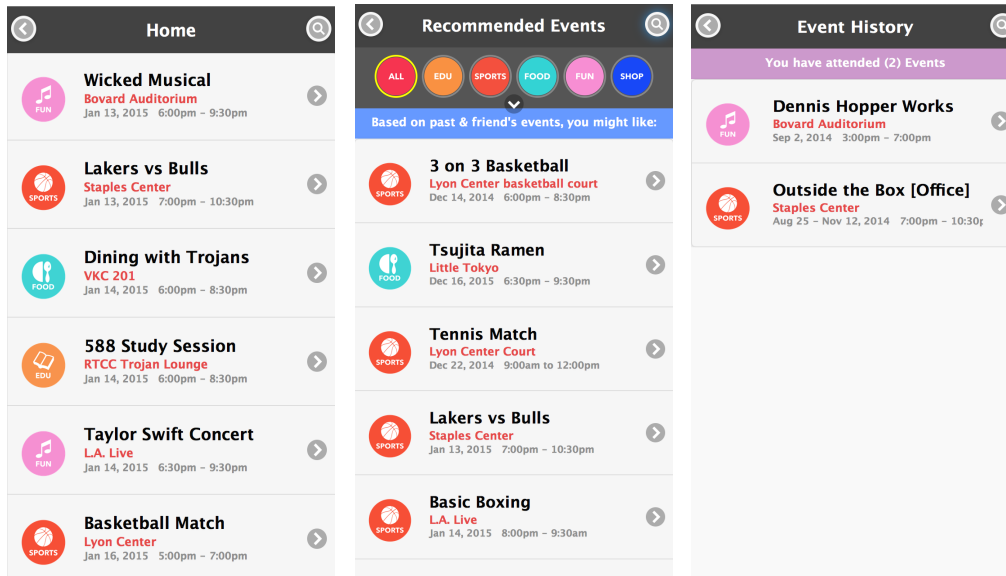 Home
Wicked Musical
Bovard Auditorium
Jan 13, 2015 6:00pm – 9:30pm
FUN
Lakers vs Bulls
Staples Center
Jan 13, 2015 7:00pm – 10:30pm
SPORTS
Dining with Trojans
VKC 201
Jan 14, 2015 6:00pm – 8:30pm
FOOD
588 Study Session
RTCC Trojan Lounge
Jan 14, 2015 6:00pm – 8:30pm
EDU
Taylor Swift Concert
L.A. Live
Jan 14, 2015 6:30pm – 9:30pm
FUN
Basketball Match
Lyon Center
Jan 16, 2015 5:00pm – 7:00pm
SPORTS
Recommended Events
ALL EDU SPORTS FOOD FUN SHOP
Based on past & friend's events, you might like:
3 on 3 Basketball
Lyon Center basketball court
Dec 14, 2014 6:00pm – 8:30pm
SPORTS
Tsujita Ramen
Little Tokyo
Dec 16, 2015 6:30pm – 9:30pm
FOOD
Tennis Match
Lyon Center Court
Dec 22, 2014 9:00am to 12:00pm
SPORTS
Lakers vs Bulls
Staples Center
Jan 13, 2015 7:00pm – 10:30pm
SPORTS
Basic Boxing
L.A. Live
Jan 14, 2015 8:00pm – 9:30am
SPORTS
Event History
You have attended (2) Events
Dennis Hopper Works
Bovard Auditorium
Sep 2, 2014 3:00pm – 7:00pm
FUN
Outside the Box [Office]
Staples Center
Aug 25 – Nov 12, 2014 7:00pm – 10:30p
SPORTS